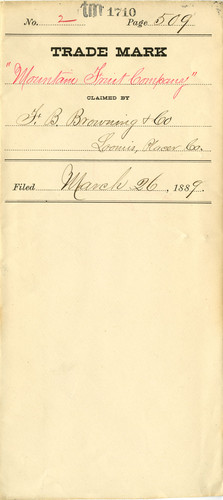 tm 1710
No. 2 Page 509
TRADE MARK
"Mountain Fruit Company"
CLAIMED BY
F. B. Browning & Co
Loomis, Placer Co.
Filed March 26, 1889.